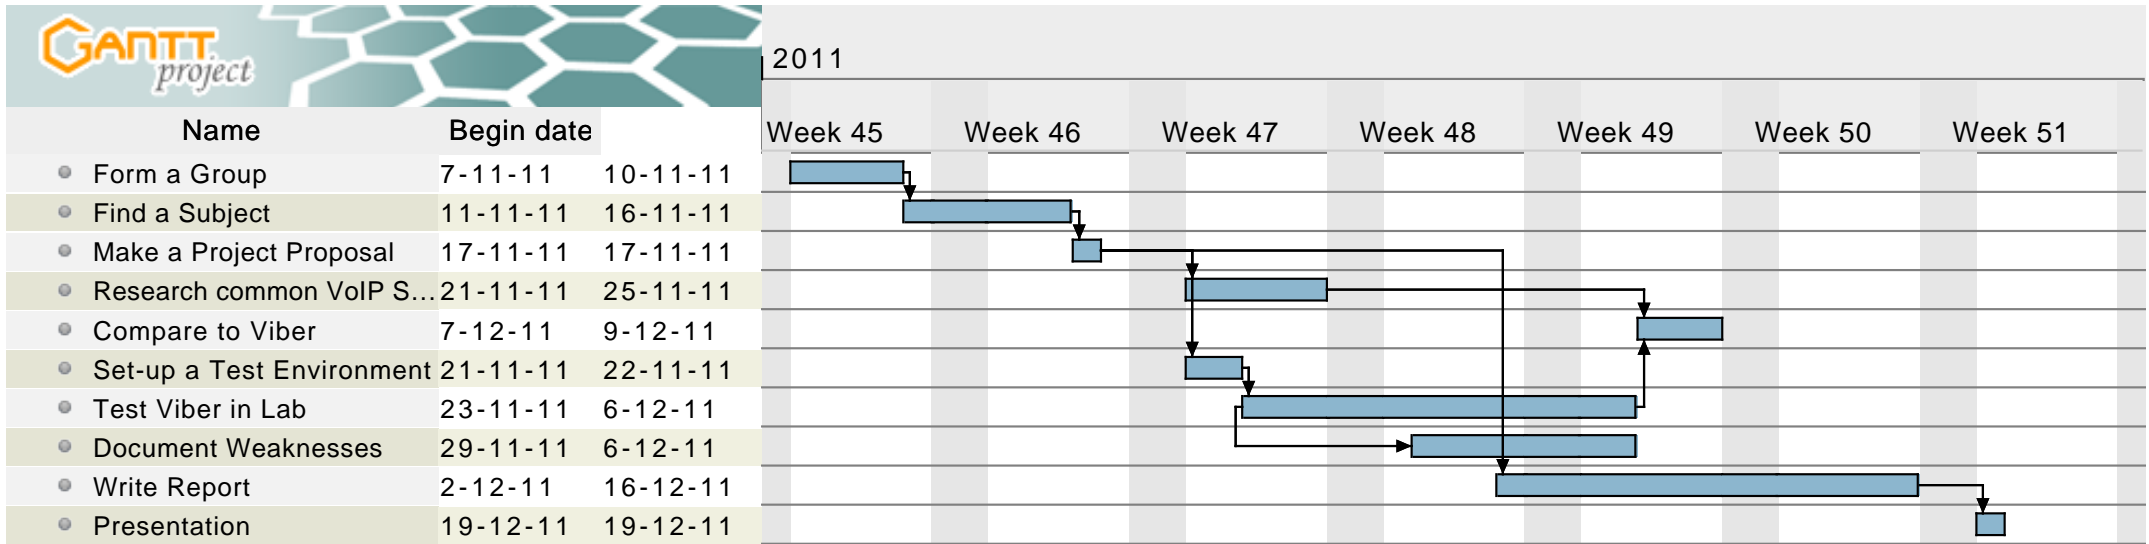 GANTT
project
2011
Name Begin date
Week 45 Week 46 Week 47 Week 48 Week 49 Week 50 Week 51
Form a Group 7-11-11 10-11-11
Find a Subject 11-11-11 16-11-11
Make a Project Proposal 17-11-11 17-11-11
Research common VoIP S... 21-11-11 25-11-11
Compare to Viber 7-12-11 9-12-11
Set-up a Test Environment 21-11-11 22-11-11
Test Viber in Lab 23-11-11 6-12-11
Document Weaknesses 29-11-11 6-12-11
Write Report 2-12-11 16-12-11
Presentation 19-12-11 19-12-11